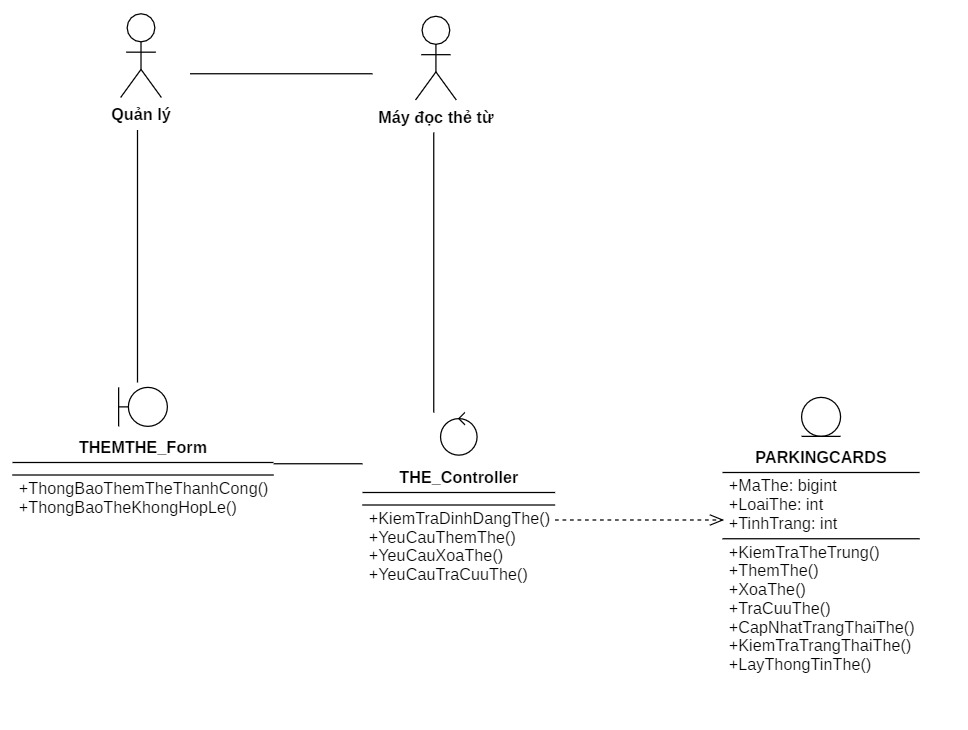 Quản lý
Máy đọc thẻ từ
THEMTHE_Form
+ThongBaoThemTheThanhCong()
+ThongBaoTheKhongHopLe()
THE_Controller
+KiemTraDinhDangThe()
+YeuCauThemThe()
+YeuCauXoaThe()
+YeuCauTraCuuThe()
PARKINGCARDS
+MaThe: bigint
+LoaiThe: int
+TinhTrang: int
+KiemTraTheTrung()
+ThemThe()
+XoaThe()
+TraCuuThe()
+CapNhatTrangThaiThe()
+KiemTraTrangThaiThe()
+LayThongTinThe()